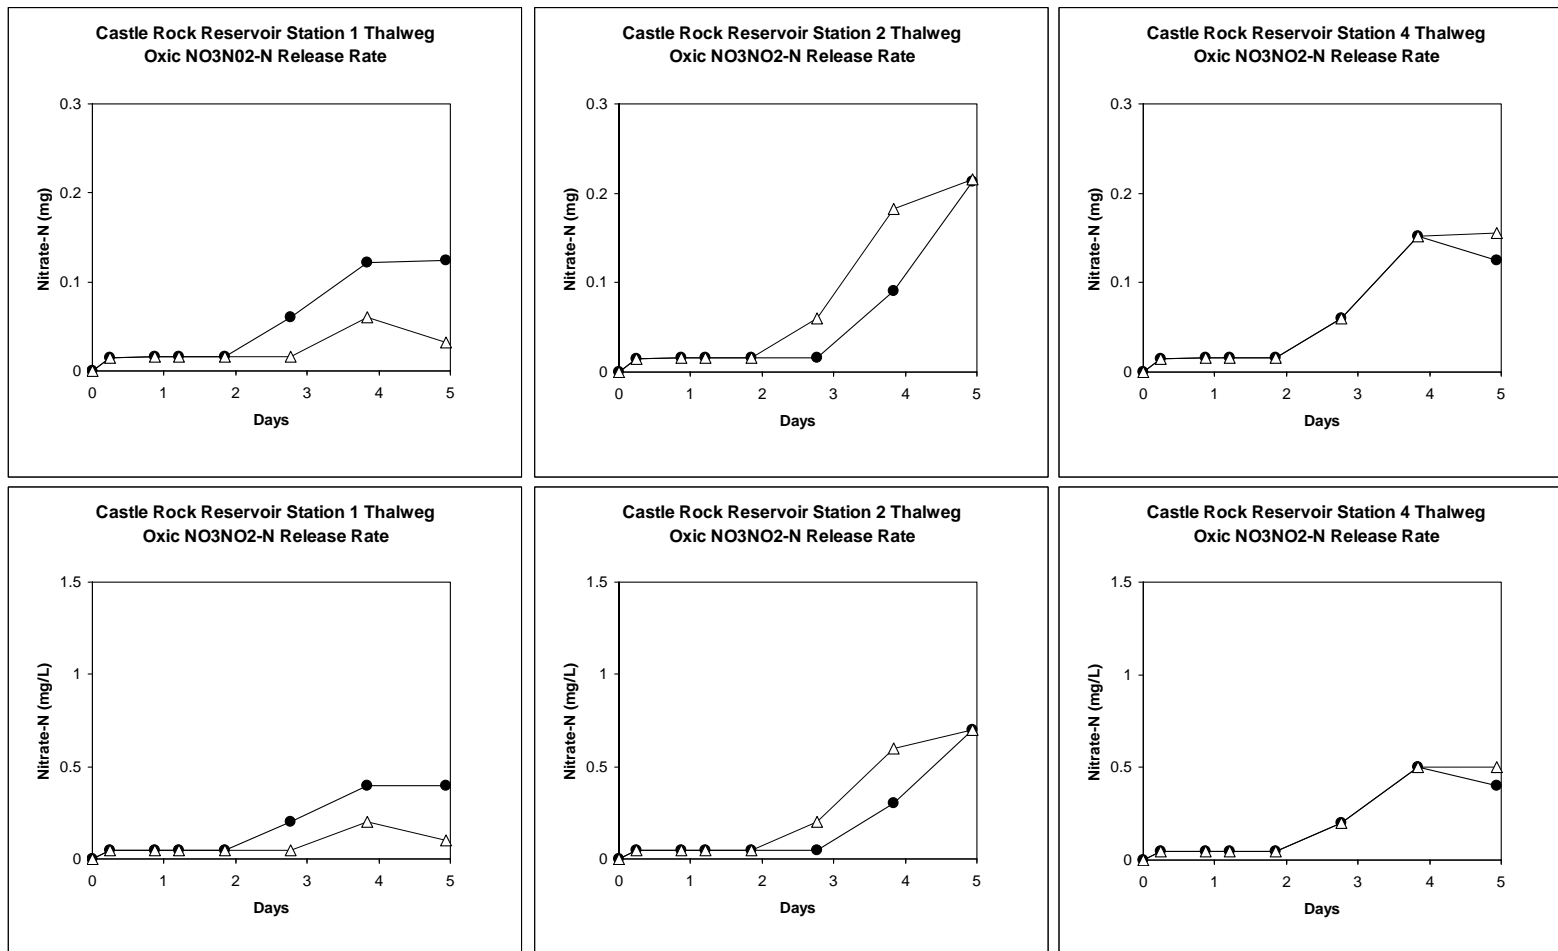 Castle Rock Reservoir Station 1 Thalweg
Oxic NO3N02-N Release Rate
0.3
0.2
0.1
0
Nitrate-N (mg)
0 1 2 3 4 5
Days
Castle Rock Reservoir Station 2 Thalweg
Oxic NO3NO2-N Release Rate
0.3
0.2
0.1
0
Nitrate-N (mg)
0 1 2 3 4 5
Days
Castle Rock Reservoir Station 4 Thalweg
Oxic NO3NO2-N Release Rate
0.3
0.2
0.1
0
Nitrate-N (mg)
0 1 2 3 4 5
Days
Castle Rock Reservoir Station 1 Thalweg
Oxic NO3NO2-N Release Rate
1.5
1
0.5
0
Nitrate-N (mg/L)
0 1 2 3 4 5
Days
Castle Rock Reservoir Station 2 Thalweg
Oxic NO3NO2-N Release Rate
1.5
1
0.5
0
Nitrate-N (mg/L)
0 1 2 3 4 5
Days
Castle Rock Reservoir Station 4 Thalweg
Oxic NO3NO2-N Release Rate
1.5
1
0.5
0
Nitrate-N (mg/L)
0 1 2 3 4 5
Days